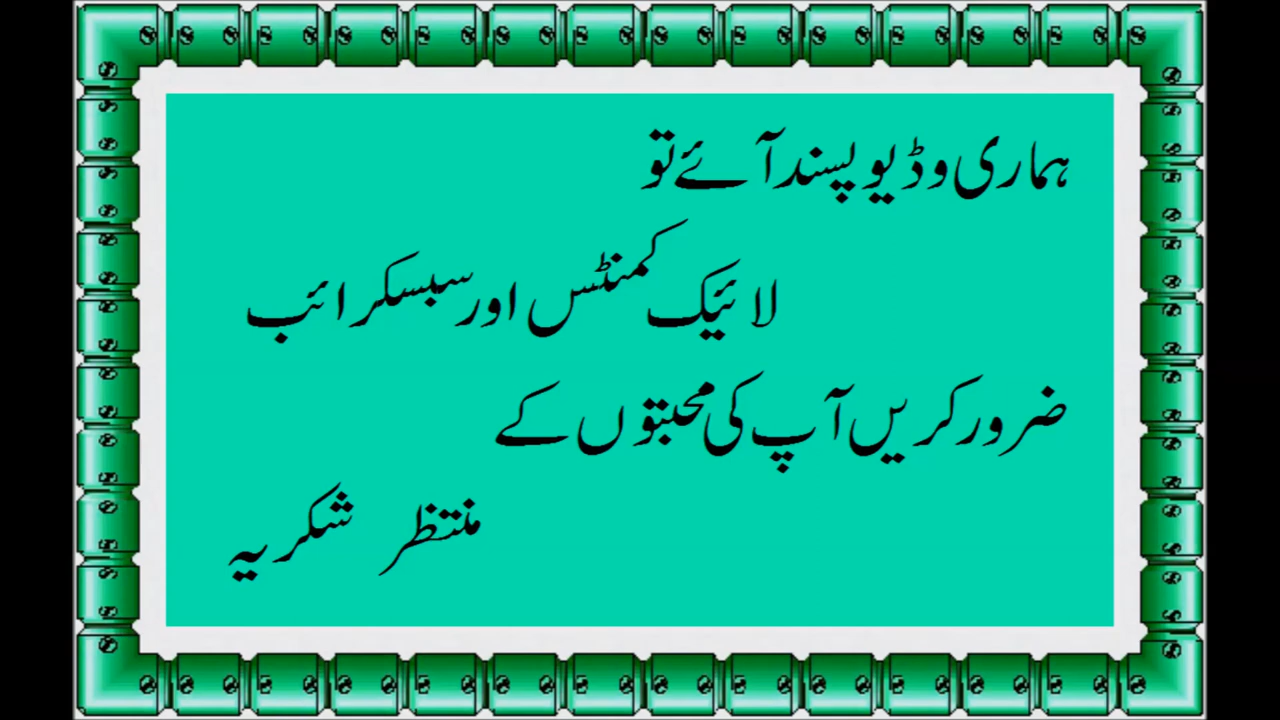 ہماری وڈیو پسند آئے تو
لائیک کمنٹس اور سبسکرائب
ضرور کریں آپ کی محبتوں کے
منتظر شکریہ